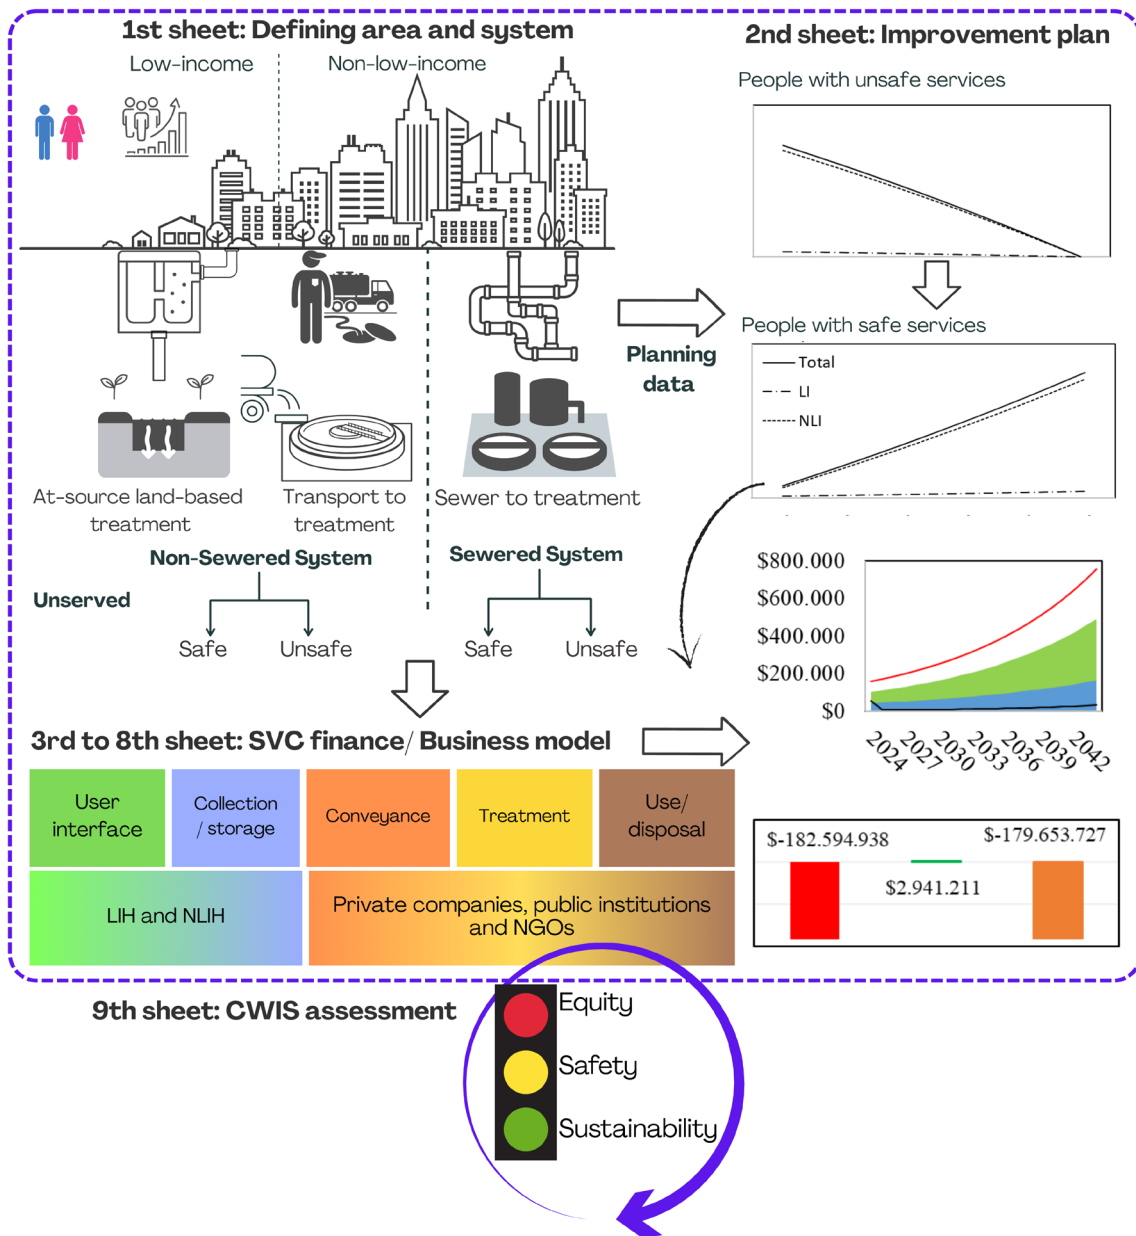 1st sheet: Defining area and system
Low-income
Non-low-income
At-source land-based
treatment
Transport to
treatment
Sewer to treatment
Non-Sewered System
Sewered System
Unserved
Safe
Unsafe
Safe
Unsafe
Planning
data
2nd sheet: Improvement plan
People with unsafe services
People with safe services
Total
LI
NLI
$800.000
$600.000
$400.000
$200.000
$0
2024
2027
2030
2033
2036
2039
2042
3rd to 8th sheet: SVC finance/ Business model
User
interface
Collection
/ storage
Conveyance
Treatment
Use/
disposal
LIH and NLIH
Private companies, public institutions
and NGOs
$-182.594.938
$2.941.211
$-179.653.727
9th sheet: CWIS assessment
Equity
Safety
Sustainability